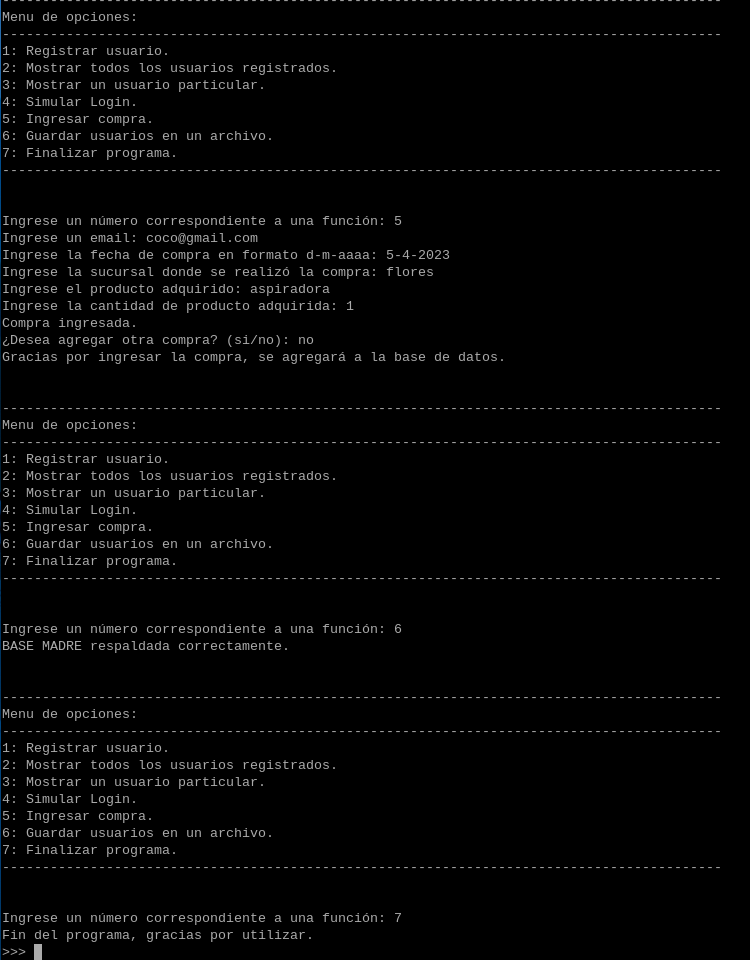 ------------------------------------------------------------------------------------------
Menu de opciones:
------------------------------------------------------------------------------------------
1: Registrar usuario.
2: Mostrar todos los usuarios registrados.
3: Mostrar un usuario particular.
4: Simular Login.
5: Ingresar compra.
6: Guardar usuarios en un archivo.
7: Finalizar programa.
------------------------------------------------------------------------------------------
Ingrese un número correspondiente a una función: 5
Ingrese un email: coco@gmail.com
Ingrese la fecha de compra en formato d-m-aaaa: 5-4-2023
Ingrese la sucursal donde se realizó la compra: flores
Ingrese el producto adquirido: aspiradora
Ingrese la cantidad de producto adquirida: 1
Compra ingresada.
¿Desea agregar otra compra? (si/no): no
Gracias por ingresar la compra, se agregará a la base de datos.
------------------------------------------------------------------------------------------
Menu de opciones:
------------------------------------------------------------------------------------------
1: Registrar usuario.
2: Mostrar todos los usuarios registrados.
3: Mostrar un usuario particular.
4: Simular Login.
5: Ingresar compra.
6: Guardar usuarios en un archivo.
7: Finalizar programa.
------------------------------------------------------------------------------------------
Ingrese un número correspondiente a una función: 6
BASE MADRE respaldada correctamente.
------------------------------------------------------------------------------------------
Menu de opciones:
------------------------------------------------------------------------------------------
1: Registrar usuario.
2: Mostrar todos los usuarios registrados.
3: Mostrar un usuario particular.
4: Simular Login.
5: Ingresar compra.
6: Guardar usuarios en un archivo.
7: Finalizar programa.
------------------------------------------------------------------------------------------
Ingrese un número correspondiente a una función: 7
Fin del programa, gracias por utilizar.
>>>